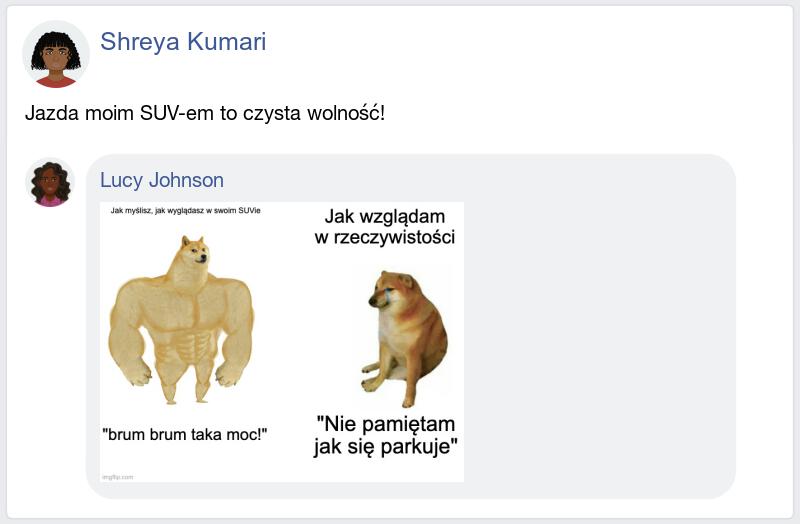 Shreya Kumari
Jazda moim SUV-em to czysta wolność!
Lucy Johnson
Jak myślisz, jak wyglądasz w swoim SUVie
"brum brum taka moc!"
Jak wzglądam
w rzeczywistości
"Nie pamiętam
jak się parkuje"
imgflip.com